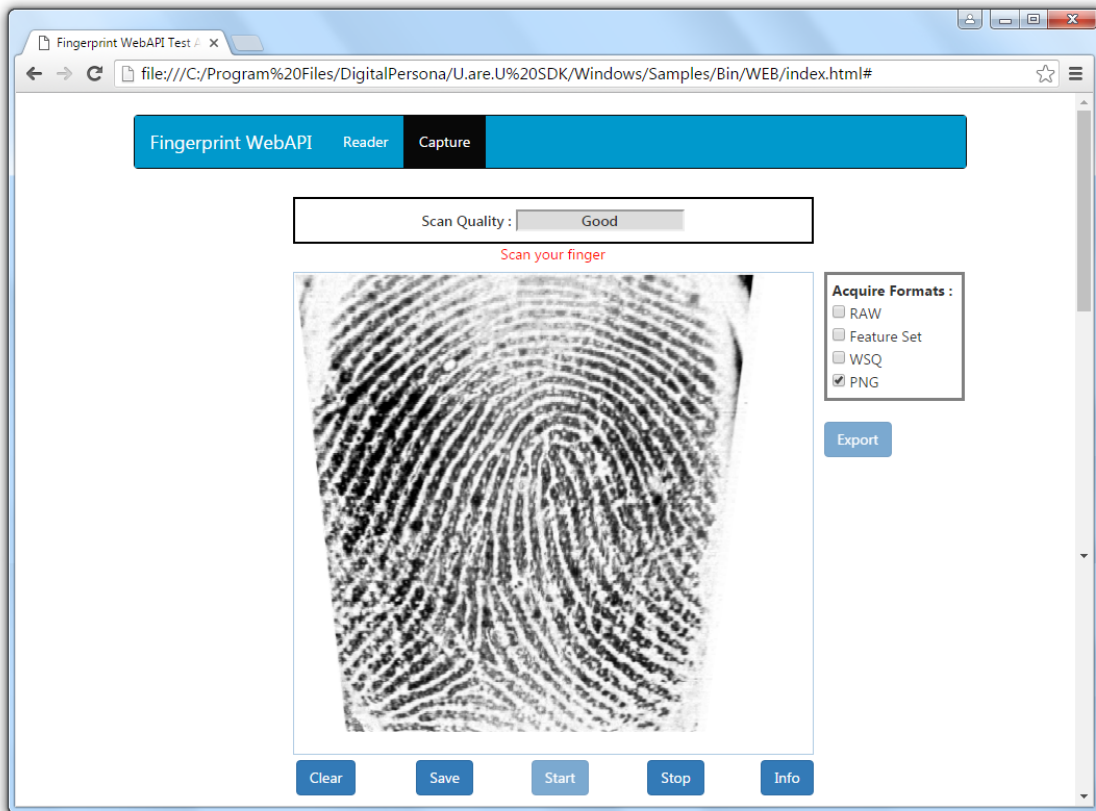 Fingerprint WebAPI Test A
file:///C:/Program%20Files/DigitalPersona/U.are.U%20SDK/Windows/Samples/Bin/WEB/index.html#
Fingerprint WebAPI Reader Capture
Scan Quality : Good
Scan your finger
Acquire Formats :
RAW
Feature Set
WSQ
PNG
Export
Clear Save Start Stop Info